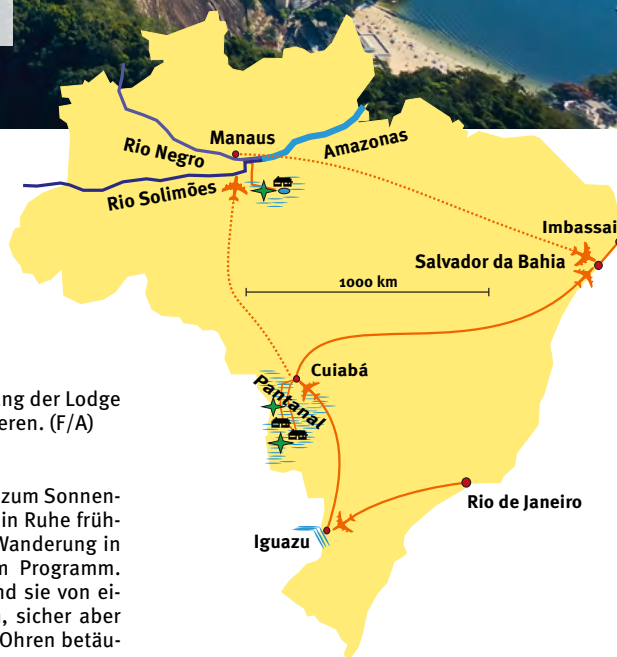 Manaus
Amazonas
Rio Negro
Rio Solimões
Imbassai
Salvador da Bahia
1000 km
Cuiabá
Pantanal
Rio de Janeiro
Iguazu
ng der Lodge
eren. (F/A)
zum Sonnen-
in Ruhe früh-
Wanderung in
m Programm.
nd sie von ei-
, sicher aber
Ohren betäu-